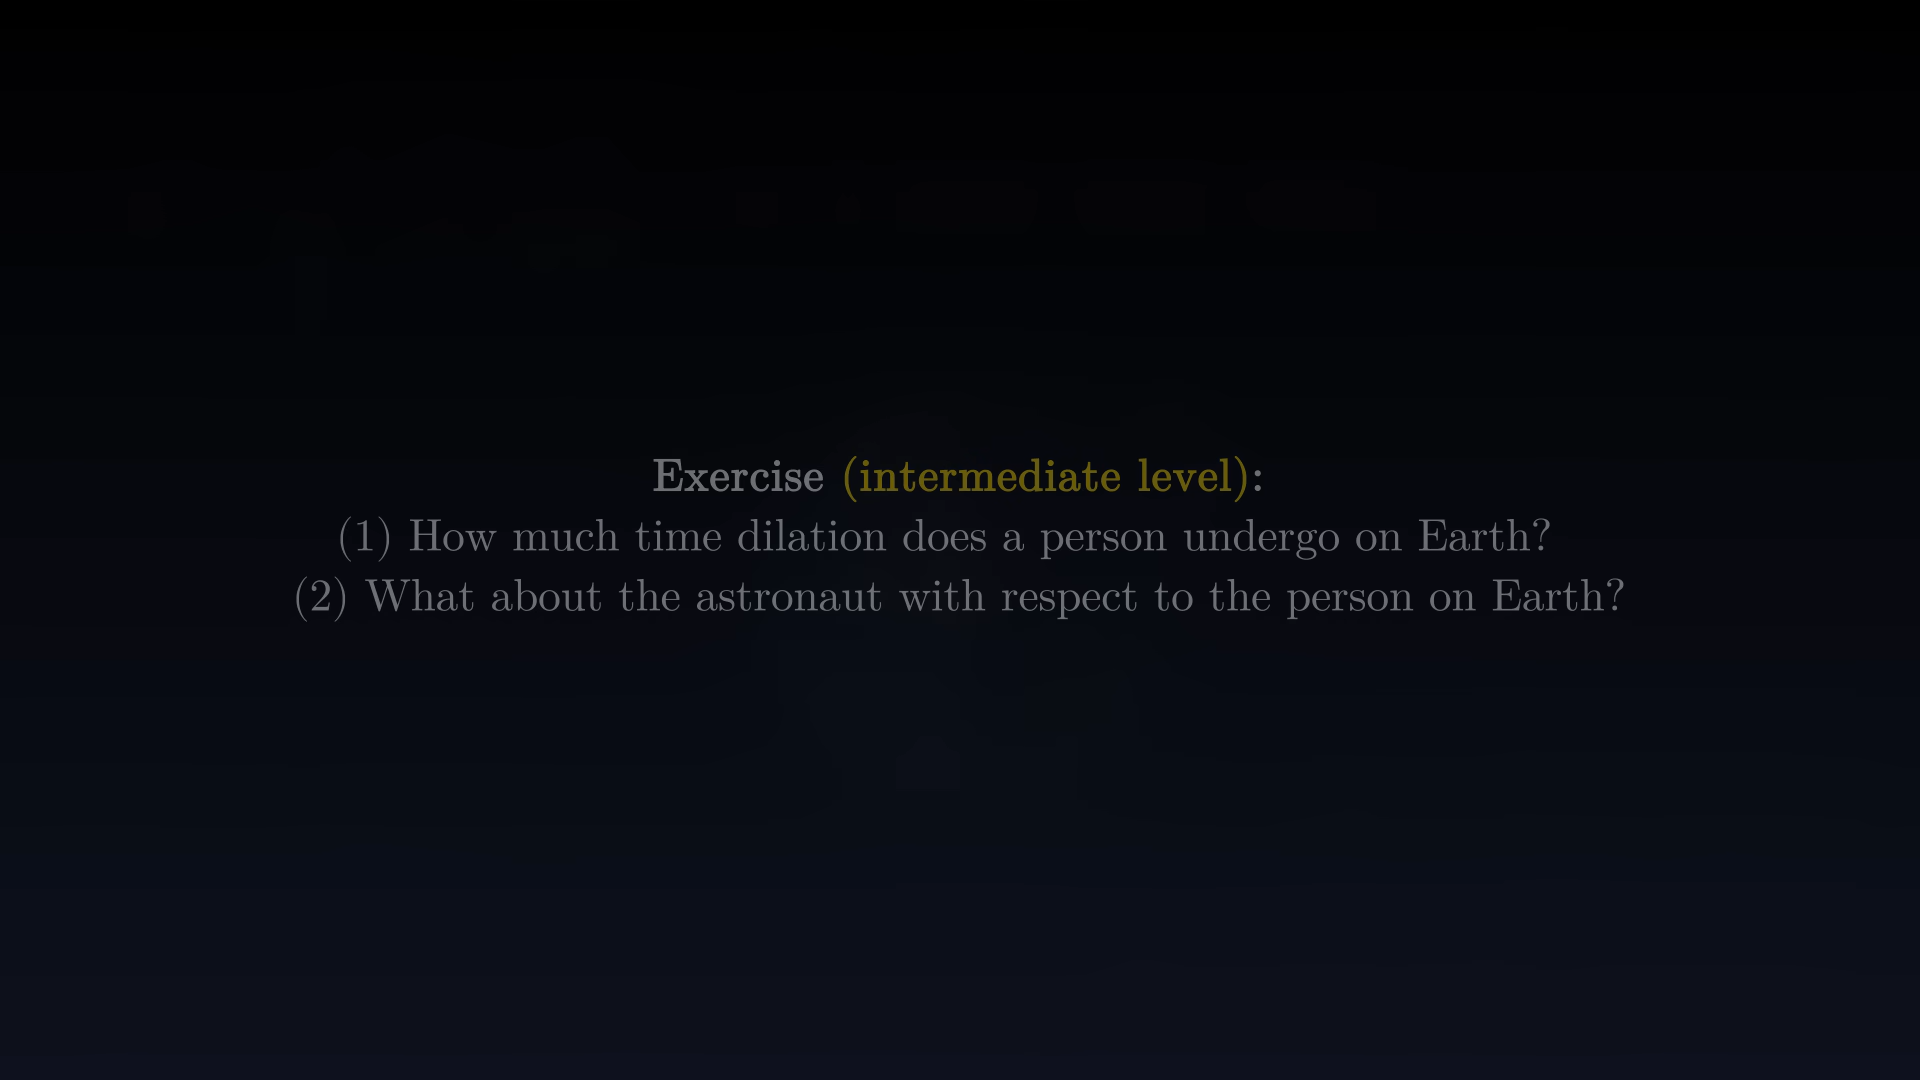 Exercise (intermediate level):
(1) How much time dilation does a person undergo on Earth?
(2) What about the astronaut with respect to the person on Earth?